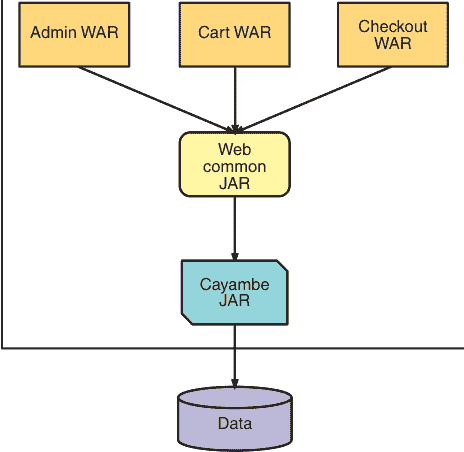 Admin WAR
Cart WAR
Checkout
WAR
Web
common
JAR
Cayambe
JAR
Data